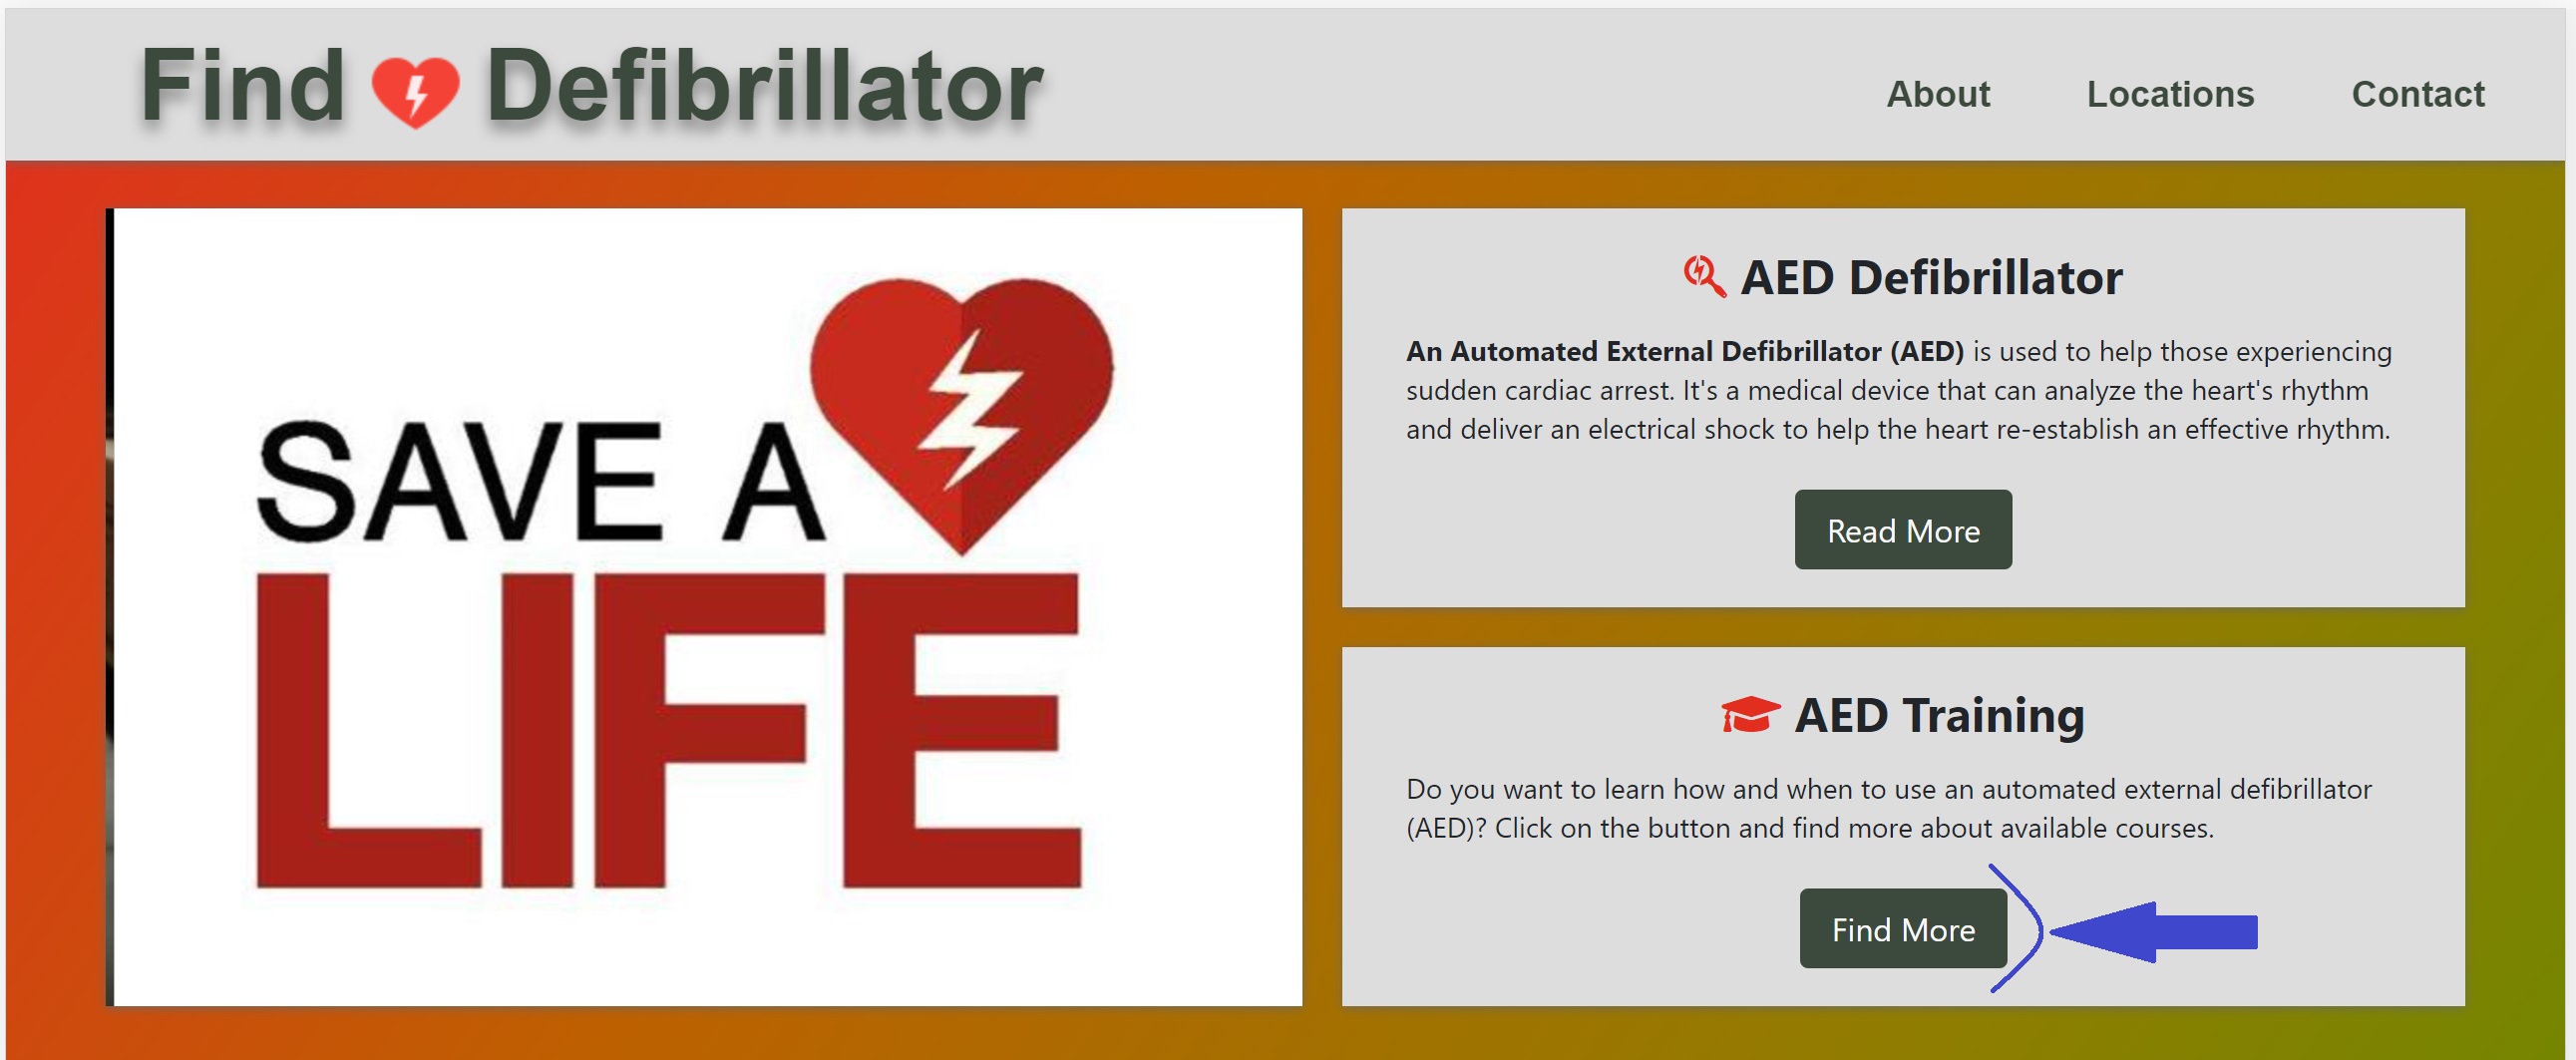 Find Defibrillator
About Locations Contact
SAVE A
LIFE
AED Defibrillator
An Automated External Defibrillator (AED) is used to help those experiencing
sudden cardiac arrest. It's a medical device that can analyze the heart's rhythm
and deliver an electrical shock to help the heart re-establish an effective rhythm.
Read More
AED Training
Do you want to learn how and when to use an automated external defibrillator
(AED)? Click on the button and find more about available courses.
Find More